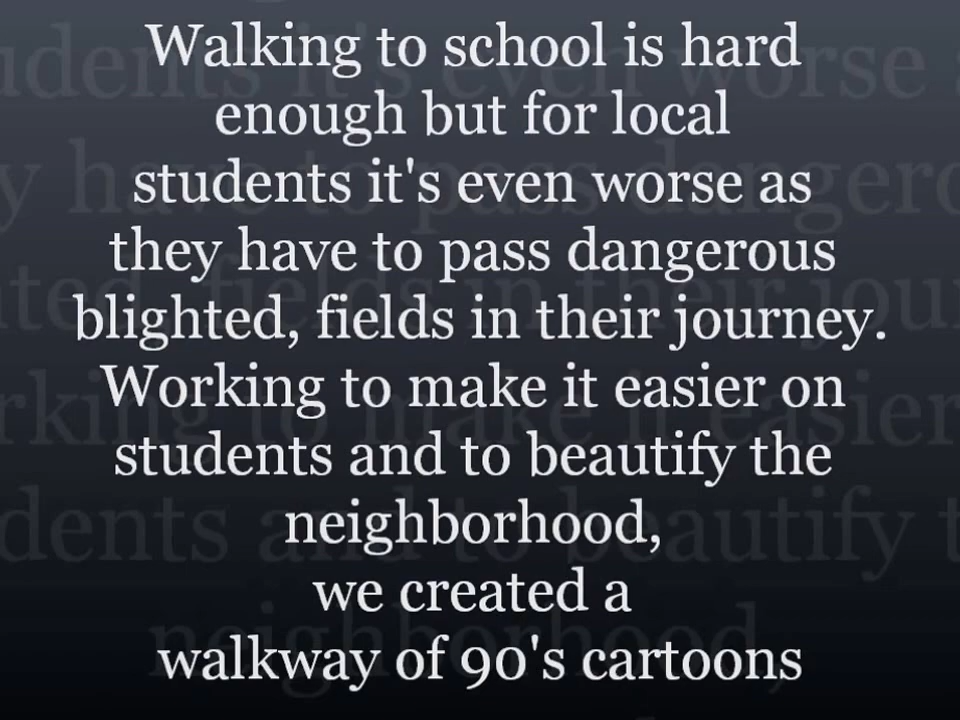 Walking to school is hard
enough but for local
students it's even worse as
they have to pass dangerous
blighted, fields in their journey.
Working to make it easier on
students and to beautify the
neighborhood,
we created a
walkway of 90's cartoons